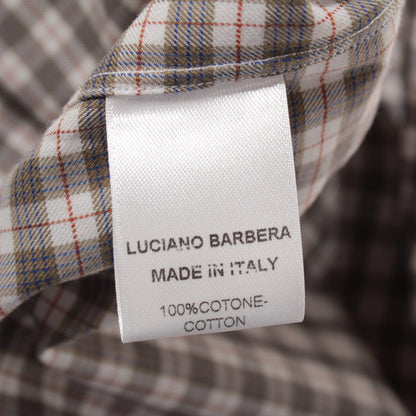 LUCIANO BARBERA
MADE IN ITALY
100%COTONE-
COTTON